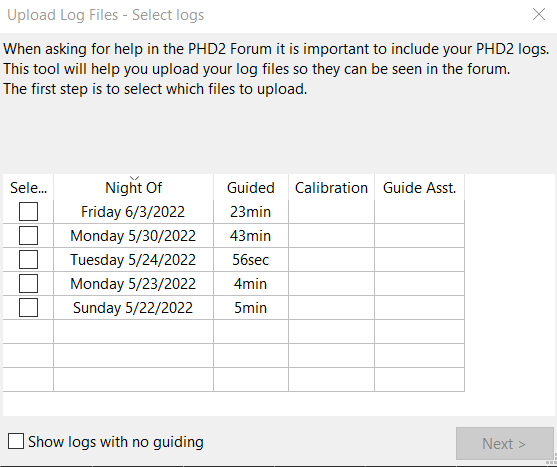 Upload Log Files - Select logs
When asking for help in the PHD2 Forum it is important to include your PHD2 logs.
This tool will help you upload your log files so they can be seen in the forum.
The first step is to select which files to upload.
Sele... Night Of Guided Calibration Guide Asst.
Friday 6/3/2022 23min
Monday 5/30/2022 43min
Tuesday 5/24/2022 56sec
Monday 5/23/2022 4min
Sunday 5/22/2022 5min
Show logs with no guiding
Next >